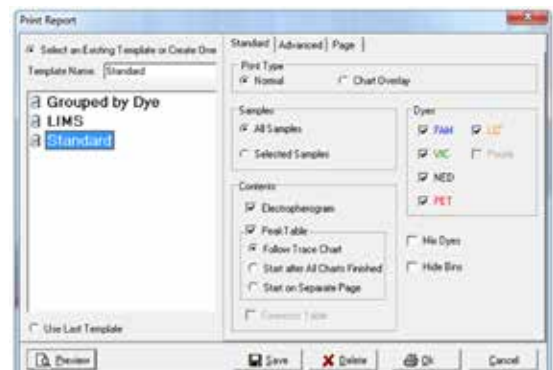 Print Report
Select an Existing Template or Create One
Template Name: Standard
Grouped by Dye
LIMS
Standard
Use Last Template
Preview
Standard Advanced Page
Print Type
Normal Chart Overlay
Samples
All Samples
Selected Samples
Contents
Electropherogram
Peak Table
Follow Trace Chart
Start after All Charts Finished
Start on Separate Page
Dyes
FAM LIZ
VIC
NED
PET
Mix Dyes
Hide Bins
Save Delete Ok Cancel